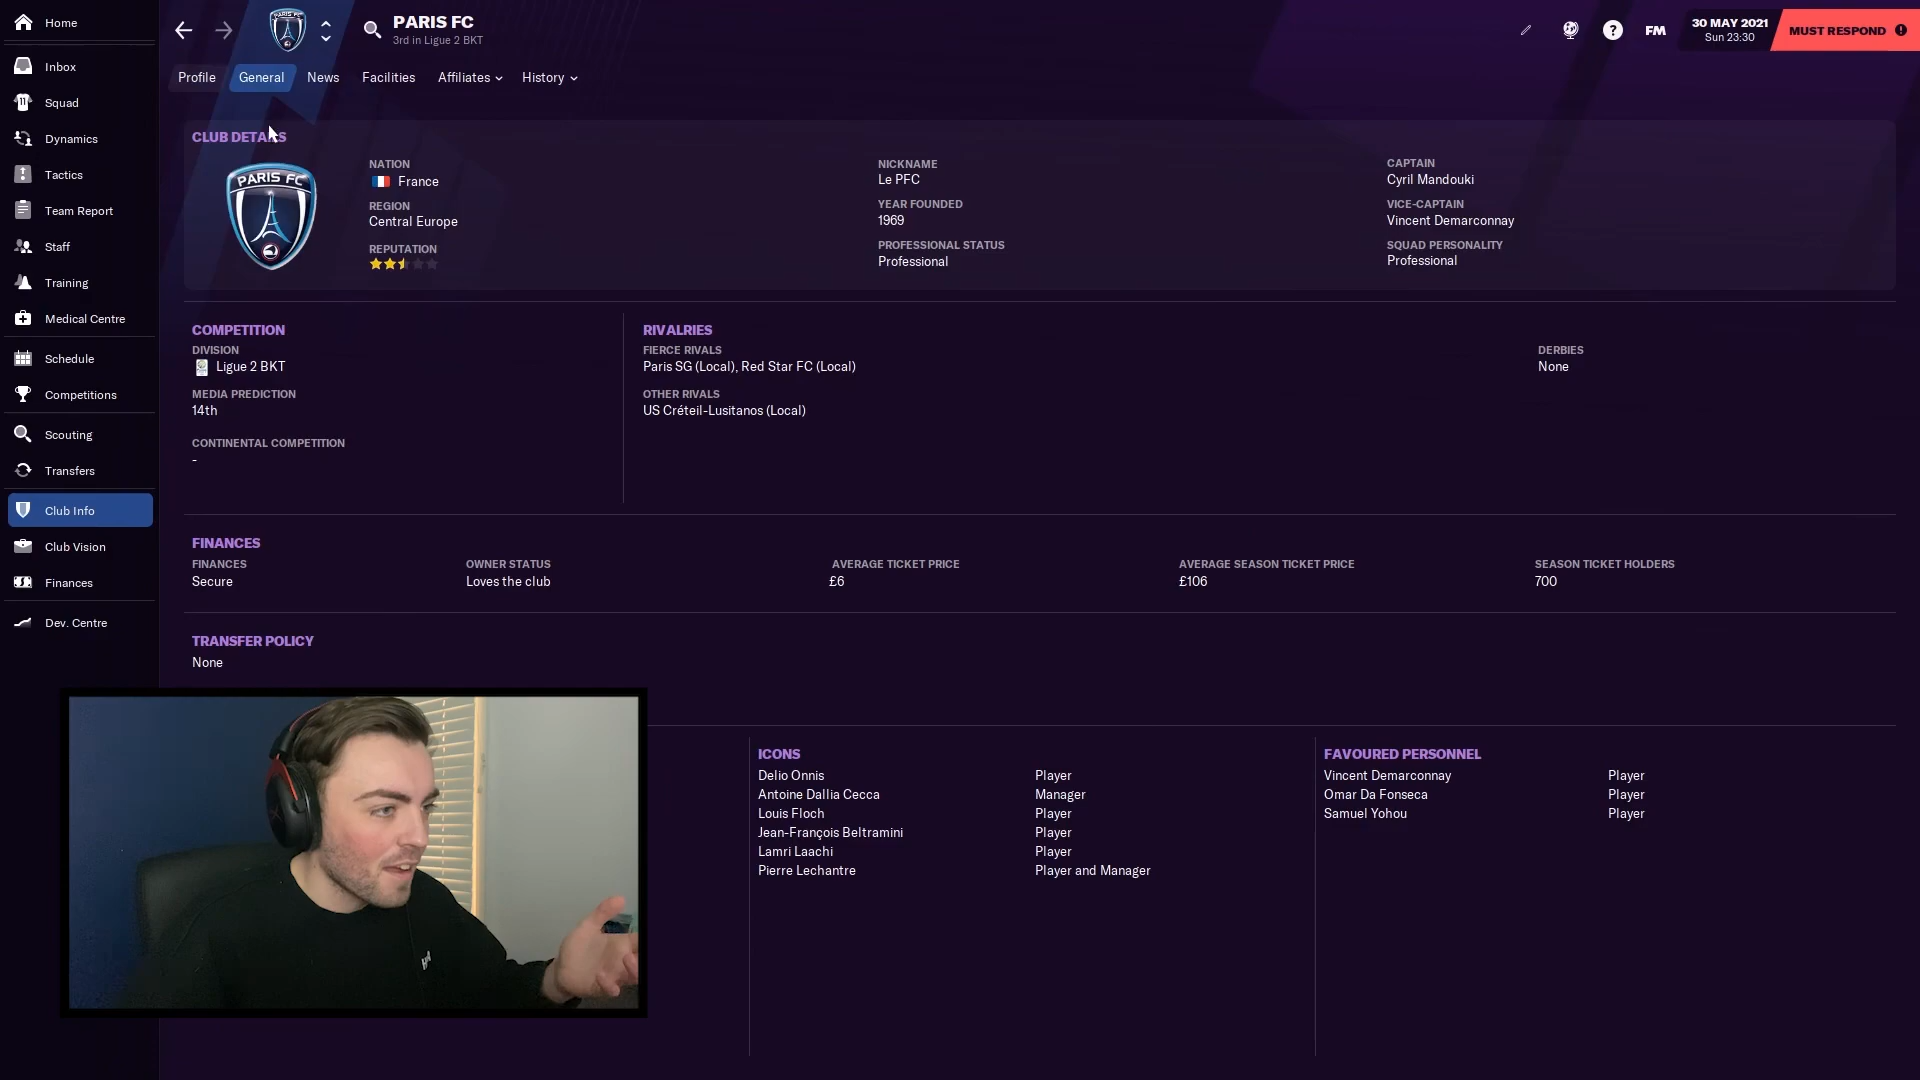 PARIS FC
3rd in Ligue 2 BKT
FM
30 MAY 2021
Sun 23:30
MUST RESPOND
Home
Inbox
Squad
Dynamics
Tactics
Team Report
Staff
Training
Medical Centre
Schedule
Competitions
Scouting
Transfers
Club Info
Club Vision
Finances
Dev. Centre
Profile
General
News
Facilities
Affiliates
History
CLUB DETAILS
PARIS FC
NATION
France
REGION
Central Europe
REPUTATION
NICKNAME
Le PFC
YEAR FOUNDED
1969
PROFESSIONAL STATUS
Professional
CAPTAIN
Cyril Mandouki
VICE-CAPTAIN
Vincent Demarconnay
SQUAD PERSONALITY
Professional
COMPETITION
DIVISION
Ligue 2 BKT
MEDIA PREDICTION
14th
CONTINENTAL COMPETITION
-
RIVALRIES
FIERCE RIVALS
Paris SG (Local), Red Star FC (Local)
OTHER RIVALS
US Créteil-Lusitanos (Local)
DERBIES
None
FINANCES
FINANCES
Secure
OWNER STATUS
Loves the club
AVERAGE TICKET PRICE
£6
AVERAGE SEASON TICKET PRICE
£106
SEASON TICKET HOLDERS
700
TRANSFER POLICY
None
ICONS
Delio Onnis Player
Antoine Dallia Cecca Manager
Louis Floch Player
Jean-François Beltramini Player
Lamri Laachi Player
Pierre Lechantre Player and Manager
FAVOURED PERSONNEL
Vincent Demarconnay Player
Omar Da Fonseca Player
Samuel Yohou Player